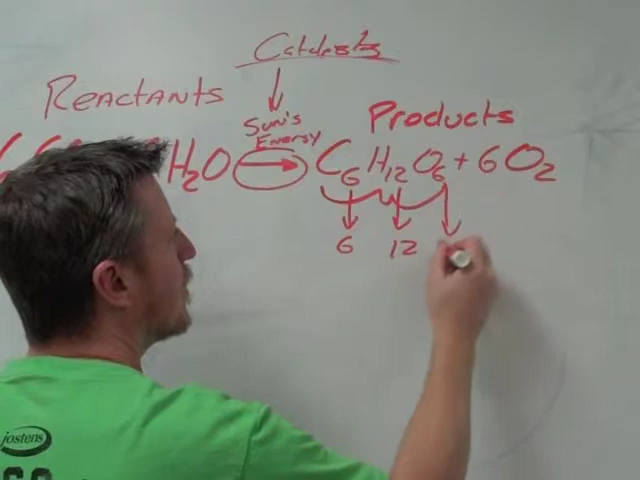 Catalysts
Reactants
Sun's
Energy
Products
H₂O → C₆H₁₂O₆ + 6O₂
6 12
jostens